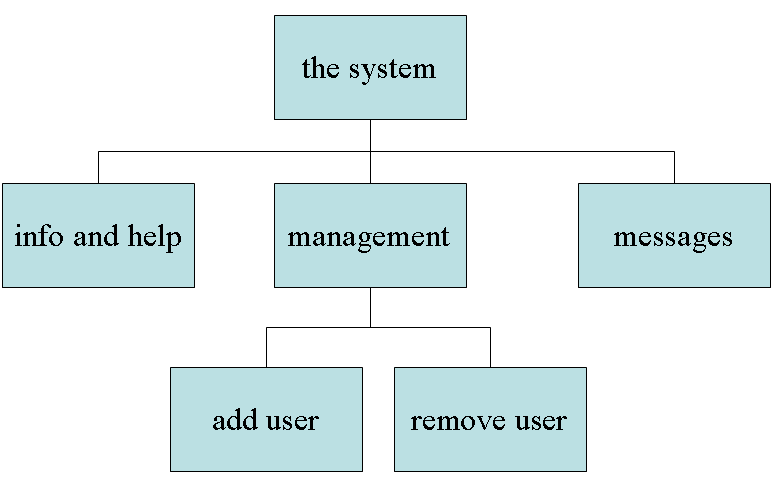 the system
info and help
management
messages
add user
remove user